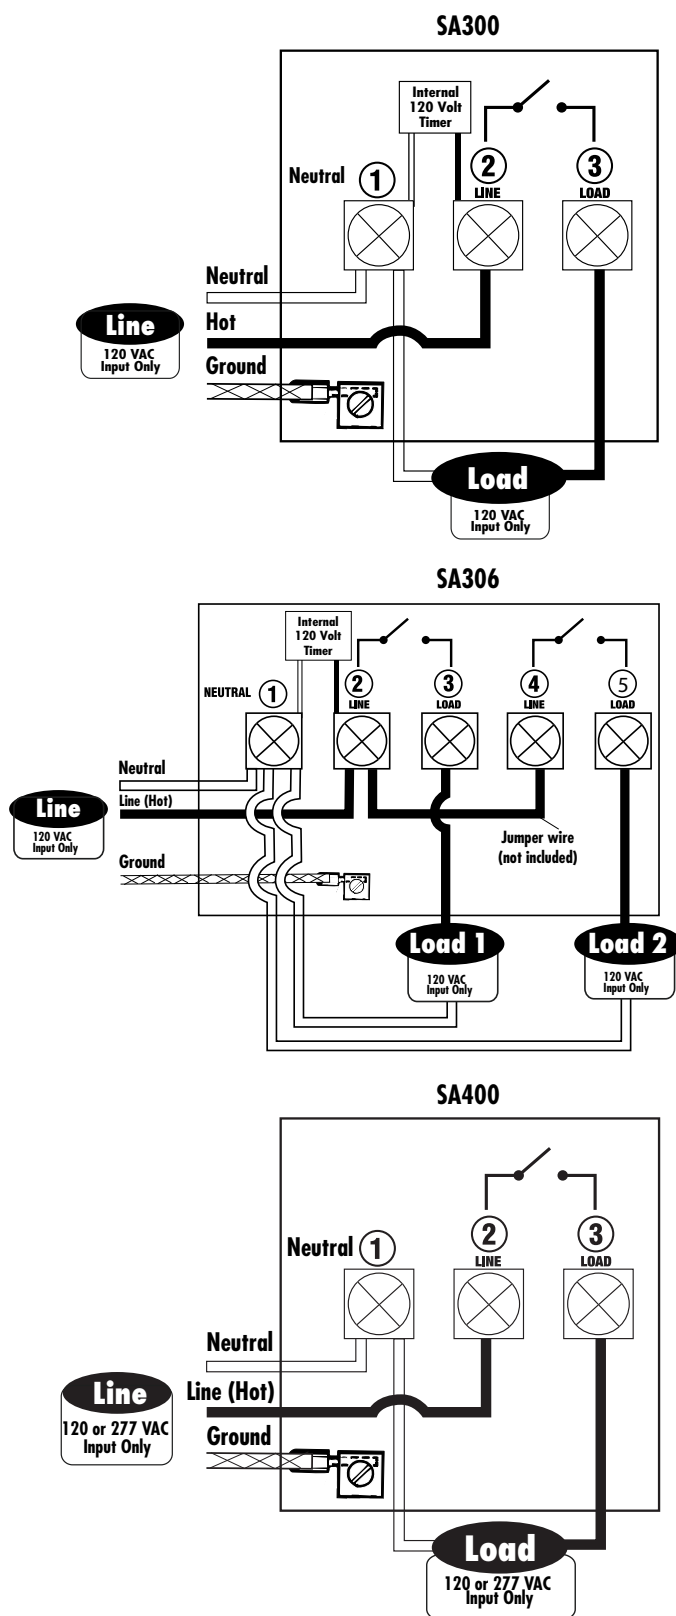 SA300
Internal
120 Volt
Timer
Neutral
1
2
LINE
3
LOAD
Neutral
Line
120 VAC
Input Only
Hot
Ground
Load
120 VAC
Input Only
SA306
Internal
120 Volt
Timer
NEUTRAL
1
2
LINE
3
LOAD
4
LINE
5
LOAD
Neutral
Line
120 VAC
Input Only
Line (Hot)
Jumper wire
(not included)
Ground
Load 1
120 VAC
Input Only
Load 2
120 VAC
Input Only
SA400
Neutral
1
2
LINE
3
LOAD
Neutral
Line
120 or 277 VAC
Input Only
Line (Hot)
Ground
Load
120 or 277 VAC
Input Only